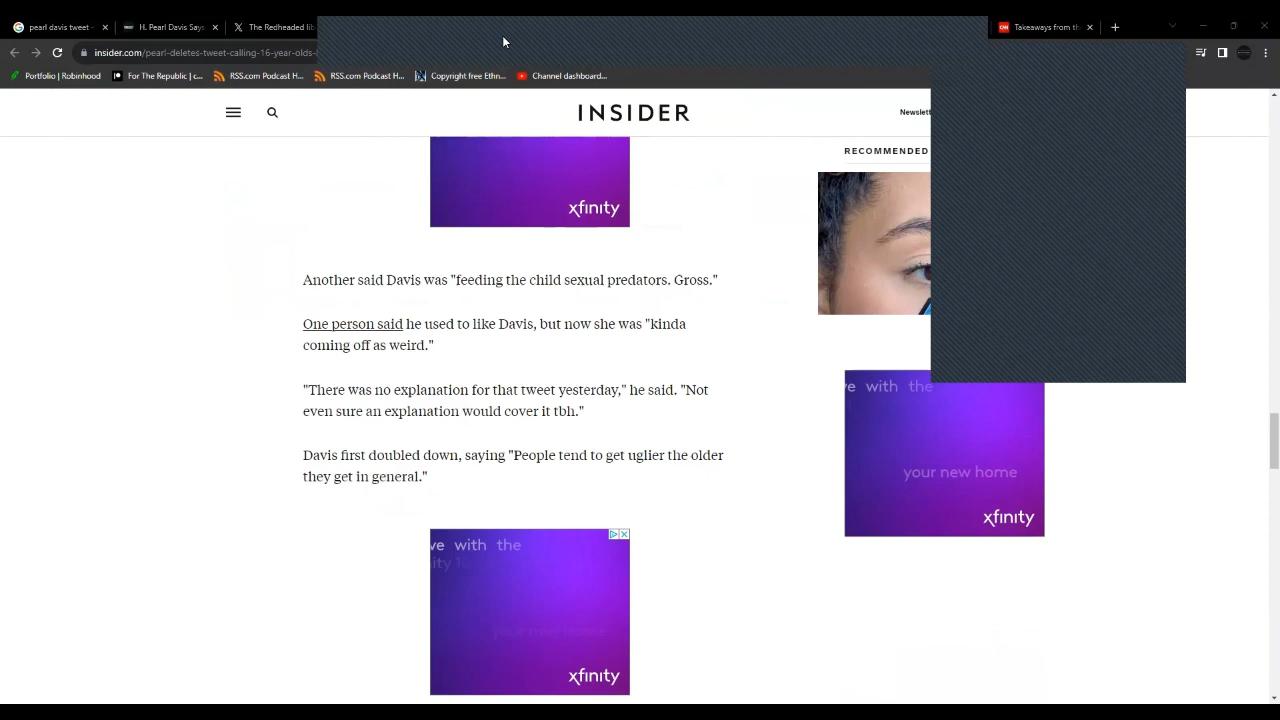 pearl davis tweet -
H. Pearl Davis Says
The Redheaded lib
Takeaways from th
insider.com/pearl-deletes-tweet-calling-16-year-olds-
Portfolio | Robinhood
For The Republic | c...
RSS.com Podcast H...
RSS.com Podcast H...
Copyright free Ethn...
Channel dashboard...
INSIDER
Newslett
RECOMMENDED
xfinity
Another said Davis was "feeding the child sexual predators. Gross."
One person said he used to like Davis, but now she was "kinda
coming off as weird."
"There was no explanation for that tweet yesterday," he said. "Not
even sure an explanation would cover it tbh."
Davis first doubled down, saying "People tend to get uglier the older
they get in general."
ve with the
your new home
xfinity
ve with the
your new home
xfinity